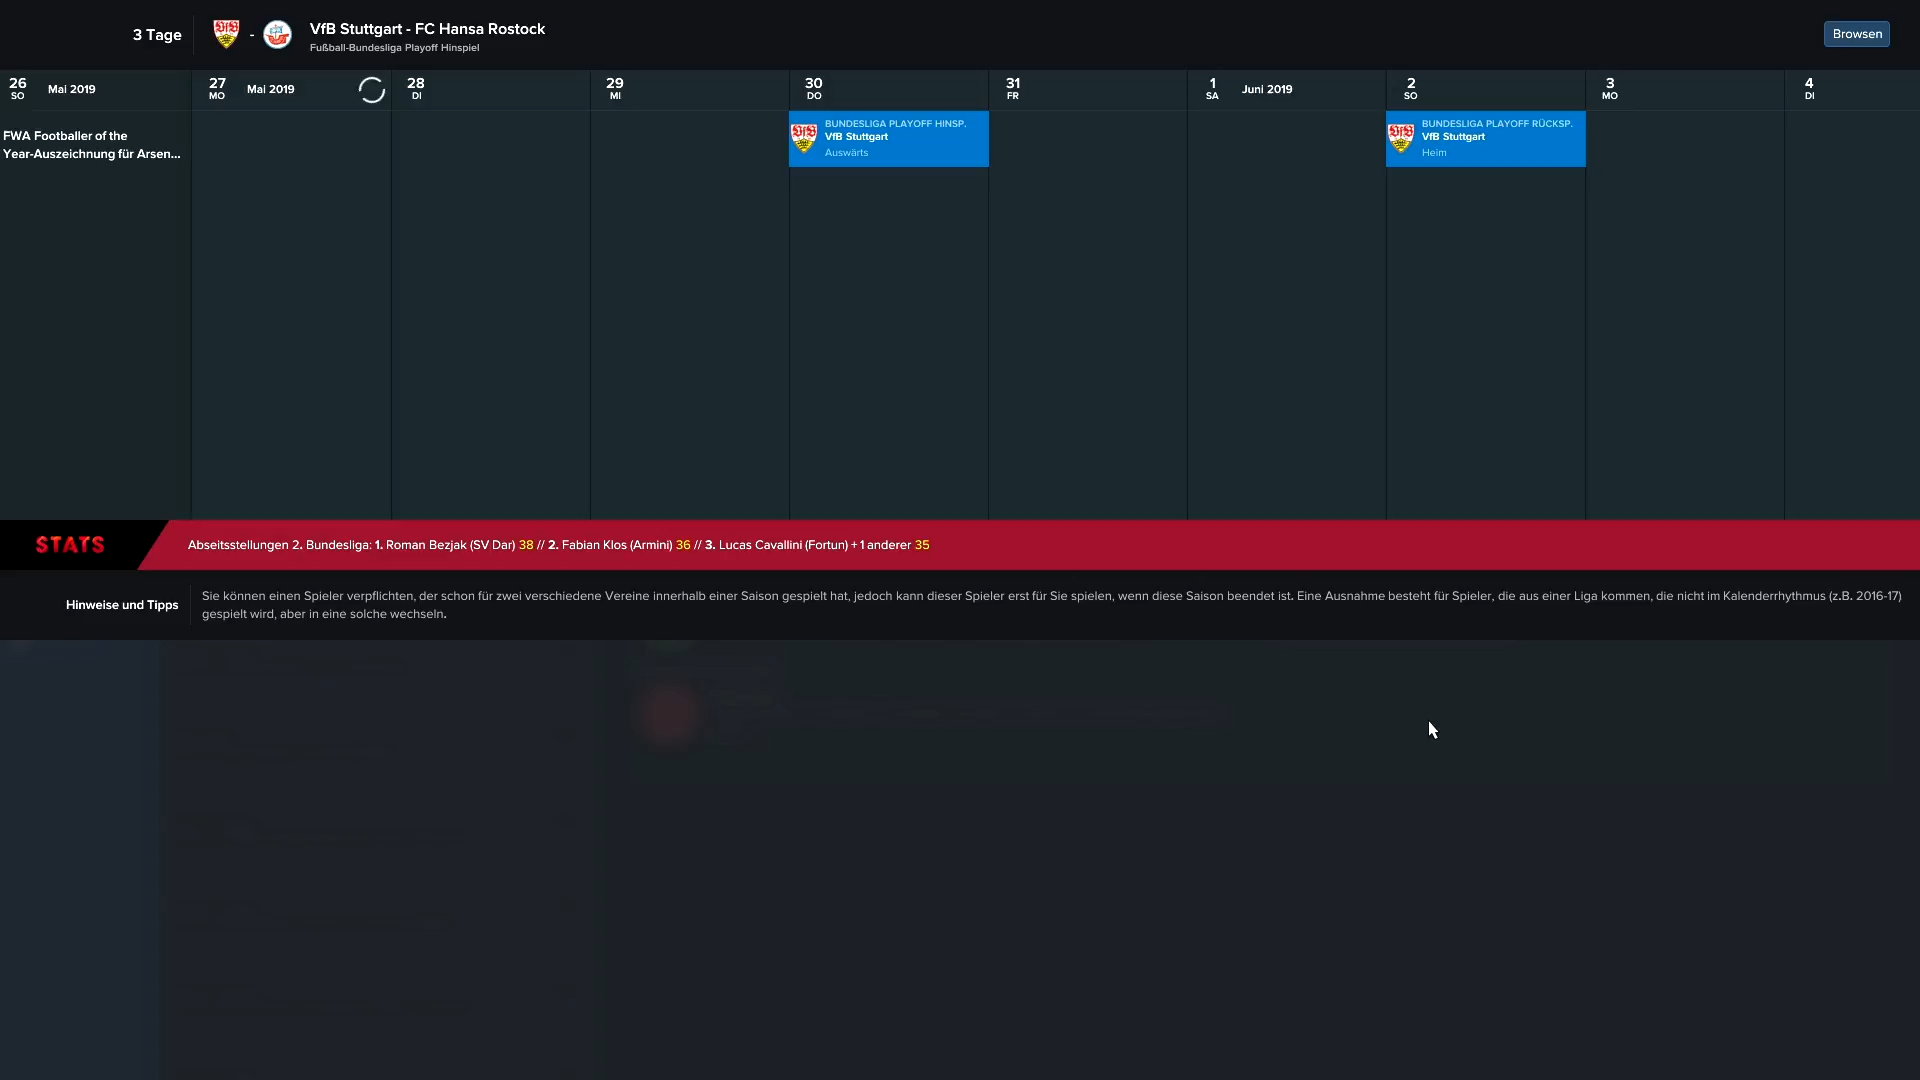 3 Tage
VfB Stuttgart - FC Hansa Rostock
Fußball-Bundesliga Playoff Hinspiel
Browsen
26 SO Mai 2019
27 MO Mai 2019
28 DI
29 MI
30 DO
31 FR
1 SA Juni 2019
2 SO
3 MO
4 DI
FWA Footballer of the
Year-Auszeichnung für Arsen...
BUNDESLIGA PLAYOFF HINSP.
VfB Stuttgart
Auswärts
BUNDESLIGA PLAYOFF RÜCKSP.
VfB Stuttgart
Heim
STATS
Abseitsstellungen 2. Bundesliga: 1. Roman Bezjak (SV Dar) 38 // 2. Fabian Klos (Armini) 36 // 3. Lucas Cavallini (Fortun) + 1 anderer 35
Hinweise und Tipps
Sie können einen Spieler verpflichten, der schon für zwei verschiedene Vereine innerhalb einer Saison gespielt hat, jedoch kann dieser Spieler erst für Sie spielen, wenn diese Saison beendet ist. Eine Ausnahme besteht für Spieler, die aus einer Liga kommen, die nicht im Kalenderrhythmus (z.B. 2016-17)
gespielt wird, aber in eine solche wechseln.